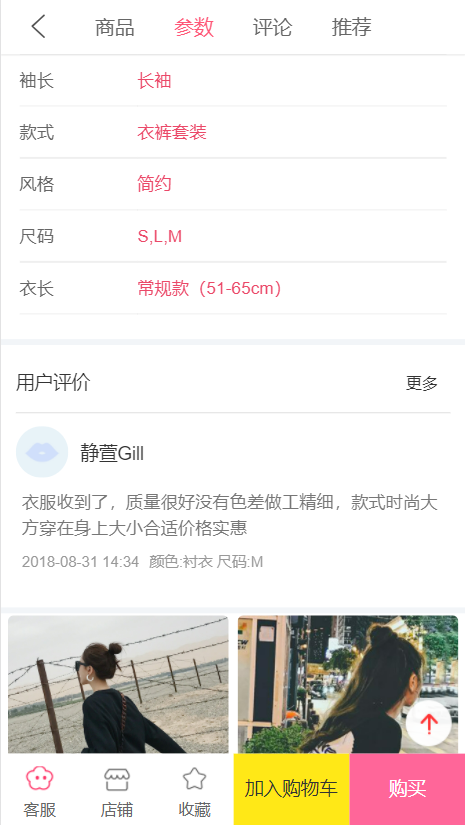 商品 参数 评论 推荐
袖长 长袖
款式 衣裤套装
风格 简约
尺码 S,L,M
衣长 常规款（51-65cm）
用户评价 更多
静萱Gill
衣服收到了，质量很好没有色差做工精细，款式时尚大
方穿在身上大小合适价格实惠
2018-08-31 14:34 颜色:衬衣 尺码:M
客服 店铺 收藏 加入购物车 购买